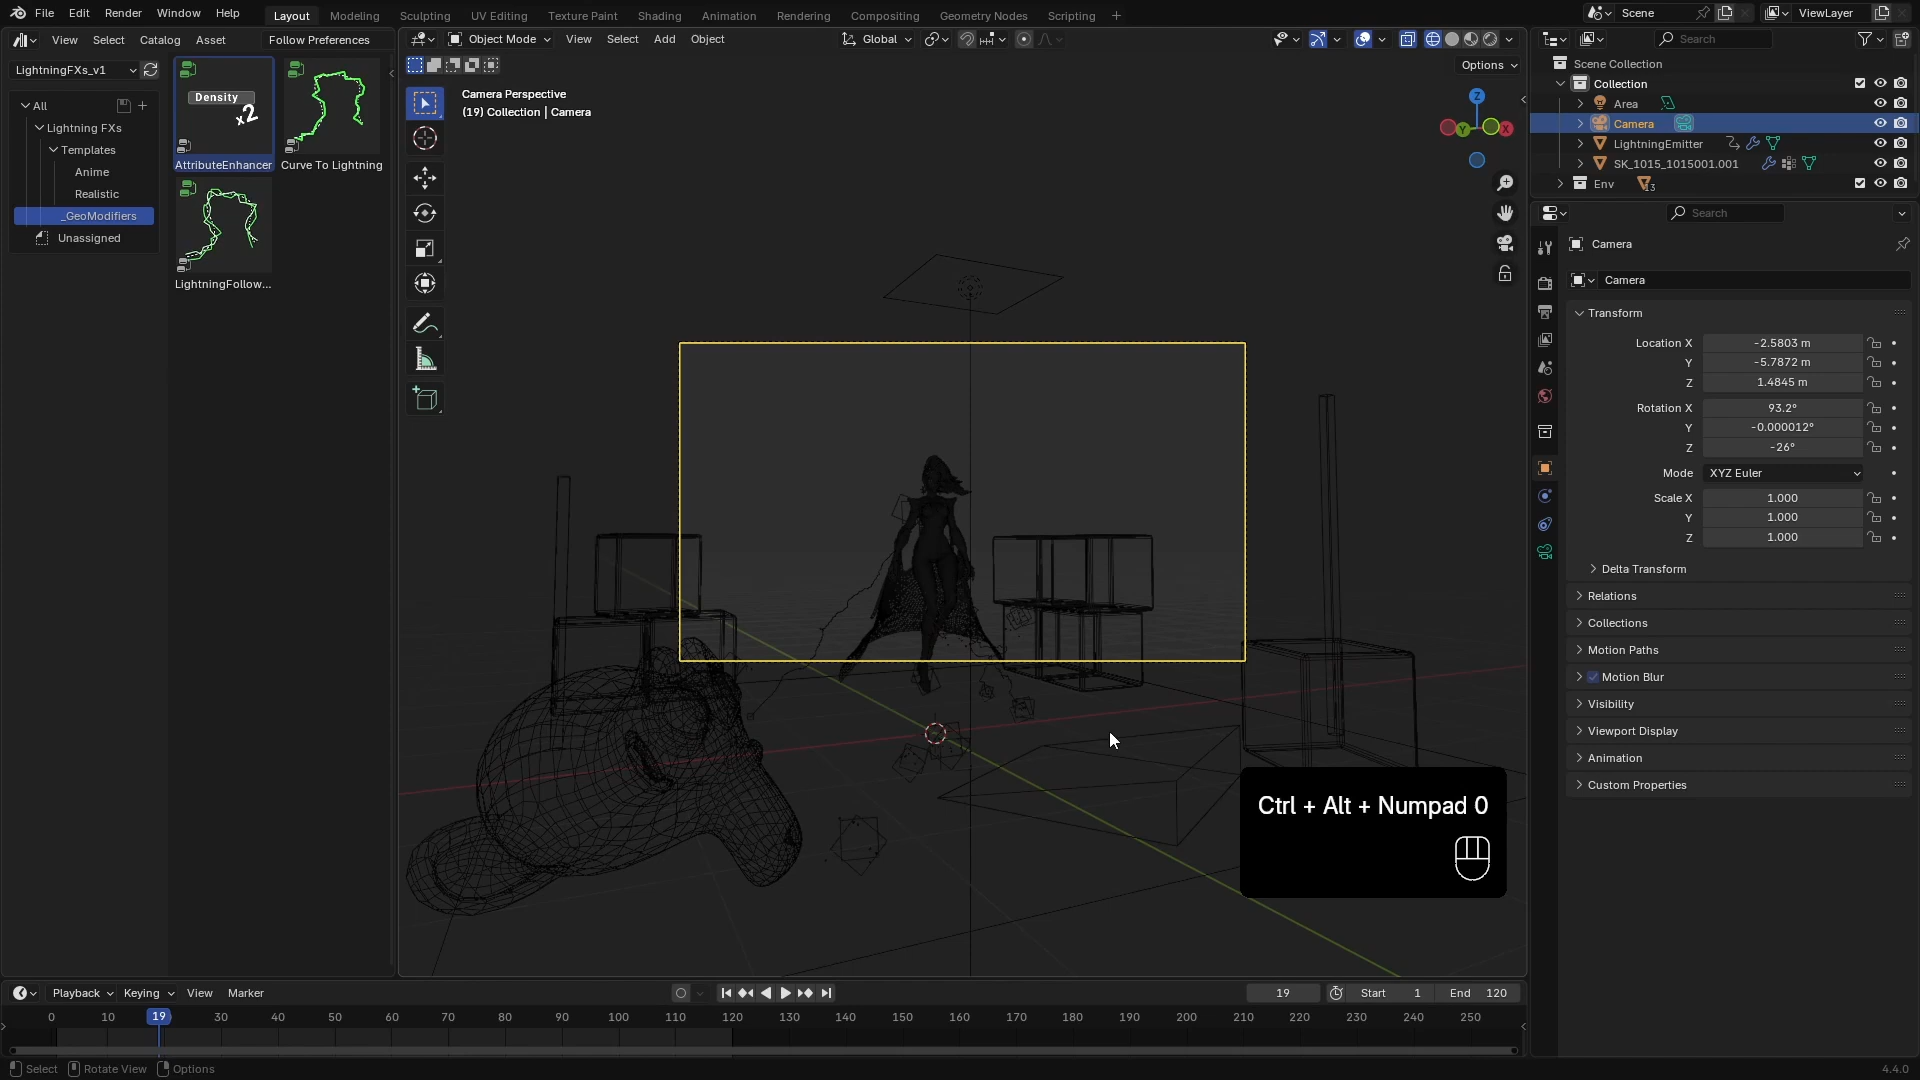 File Edit Render Window Help Layout Modeling Sculpting UV Editing Texture Paint Shading Animation Rendering Compositing Geometry Nodes Scripting + Scene ViewLayer
View Select Catalog Asset Follow Preferences
Object Mode View Select Add Object Global
Search
LightningFXs_v1
Options
All
Lightning FXs
Templates
Anime
Realistic
_GeoModifiers
Unassigned
Density
x2
AttributeEnhancer
Curve To Lightning
LightningFollow...
Camera Perspective
(19) Collection | Camera
Z
Y
X
Ctrl + Alt + Numpad 0
Scene Collection
Collection
Area
Camera
LightningEmitter
SK_1015_1015001.001
Env 13
Search
Camera
Camera
Transform
Location X -2.5803 m
Y -5.7872 m
Z 1.4845 m
Rotation X 93.2°
Y -0.000012°
Z -26°
Mode XYZ Euler
Scale X 1.000
Y 1.000
Z 1.000
Delta Transform
Relations
Collections
Motion Paths
Motion Blur
Visibility
Viewport Display
Animation
Custom Properties
Playback Keying View Marker 19 Start 1 End 120
0 10 19 30 40 50 60 70 80 90 100 110 120 130 140 150 160 170 180 190 200 210 220 230 240 250
Select Rotate View Options 4.4.0